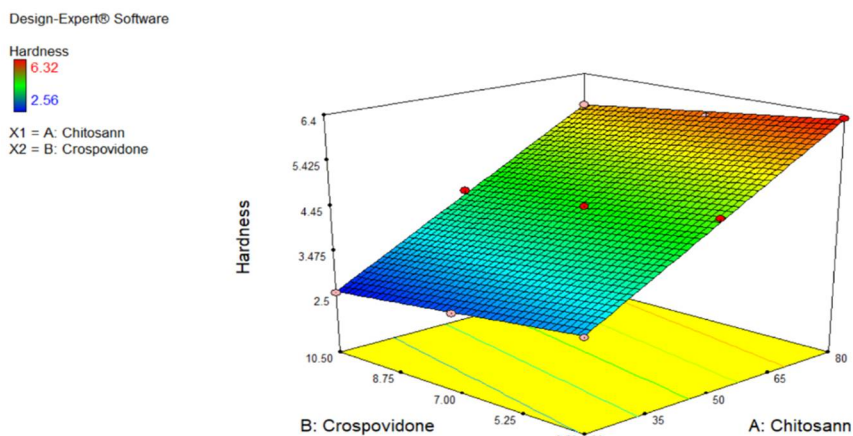 Design-Expert® Software
Hardness
6.32
2.56
X1 = A: Chitosann
X2 = B: Crospovidone
6.4
5.425
4.45
3.475
2.5
Hardness
10.50
8.75
7.00
5.25
B: Crospovidone
80
65
50
35
A: Chitosann